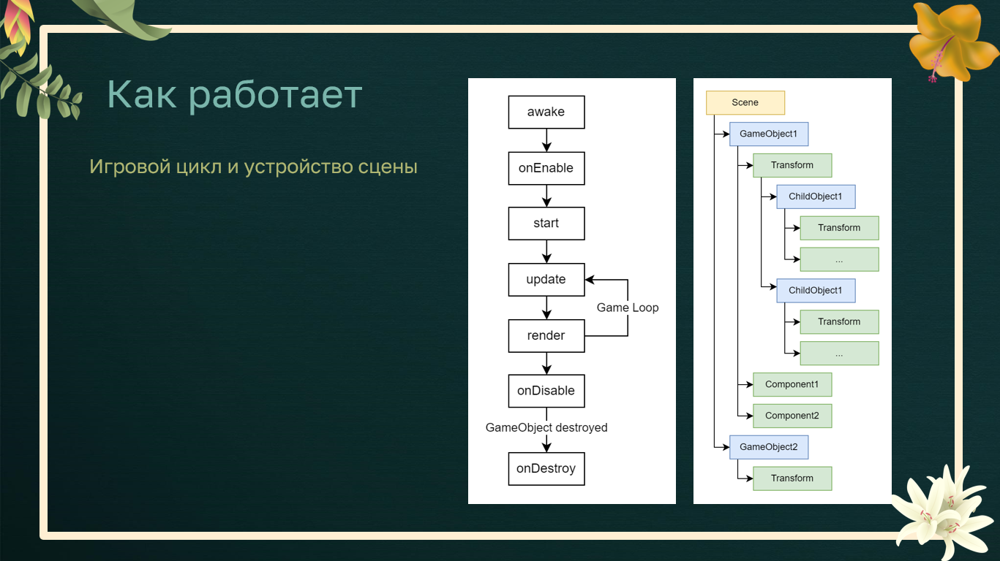 Как работает
Игровой цикл и устройство сцены
awake
onEnable
start
update
Game Loop
render
onDisable
GameObject destroyed
onDestroy
Scene
GameObject1
Transform
ChildObject1
Transform
...
ChildObject1
Transform
...
Component1
Component2
GameObject2
Transform